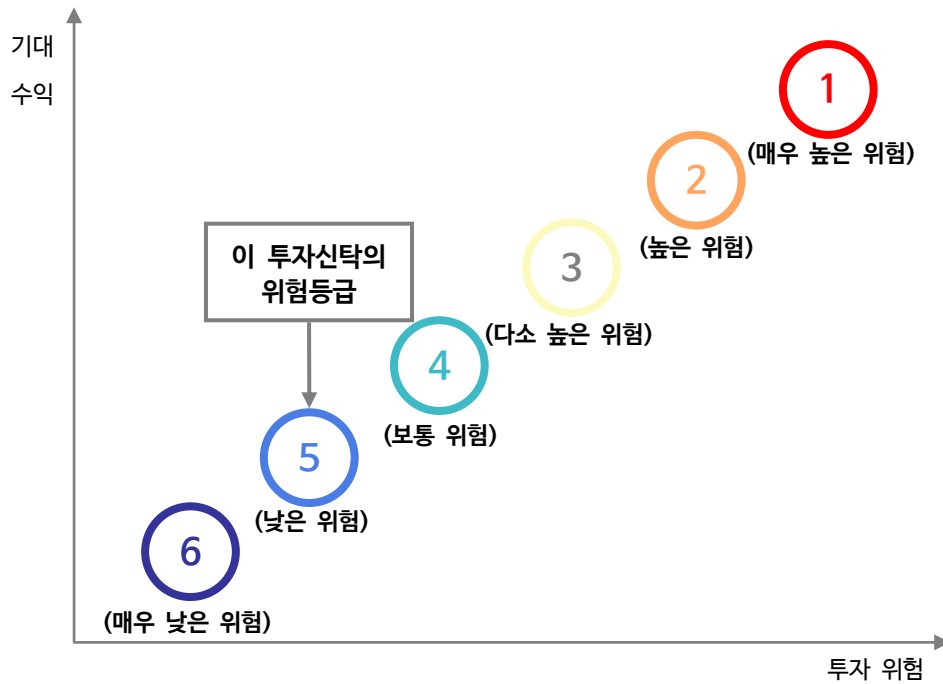 기대
수익
1
(매우 높은 위험)
2
(높은 위험)
이 투자신탁의
위험등급
3
(다소 높은 위험)
4
(보통 위험)
5
(낮은 위험)
6
(매우 낮은 위험)
투자 위험